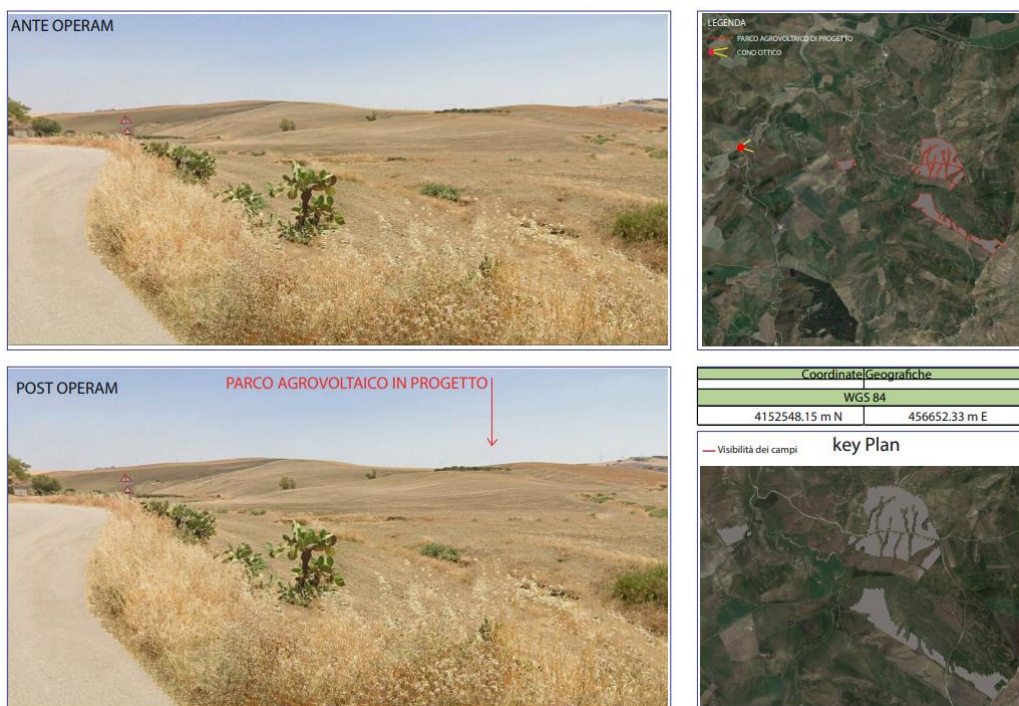 ANTE OPERAM
LEGENDA
PARCO AGROVOLTAICO DI PROGETTO
CONO OTTICO
POST OPERAM
PARCO AGROVOLTAICO IN PROGETTO
Coordinate Geografiche
WGS 84
4152548.15 m N 456652.33 m E
Visibilità dei campi
key Plan